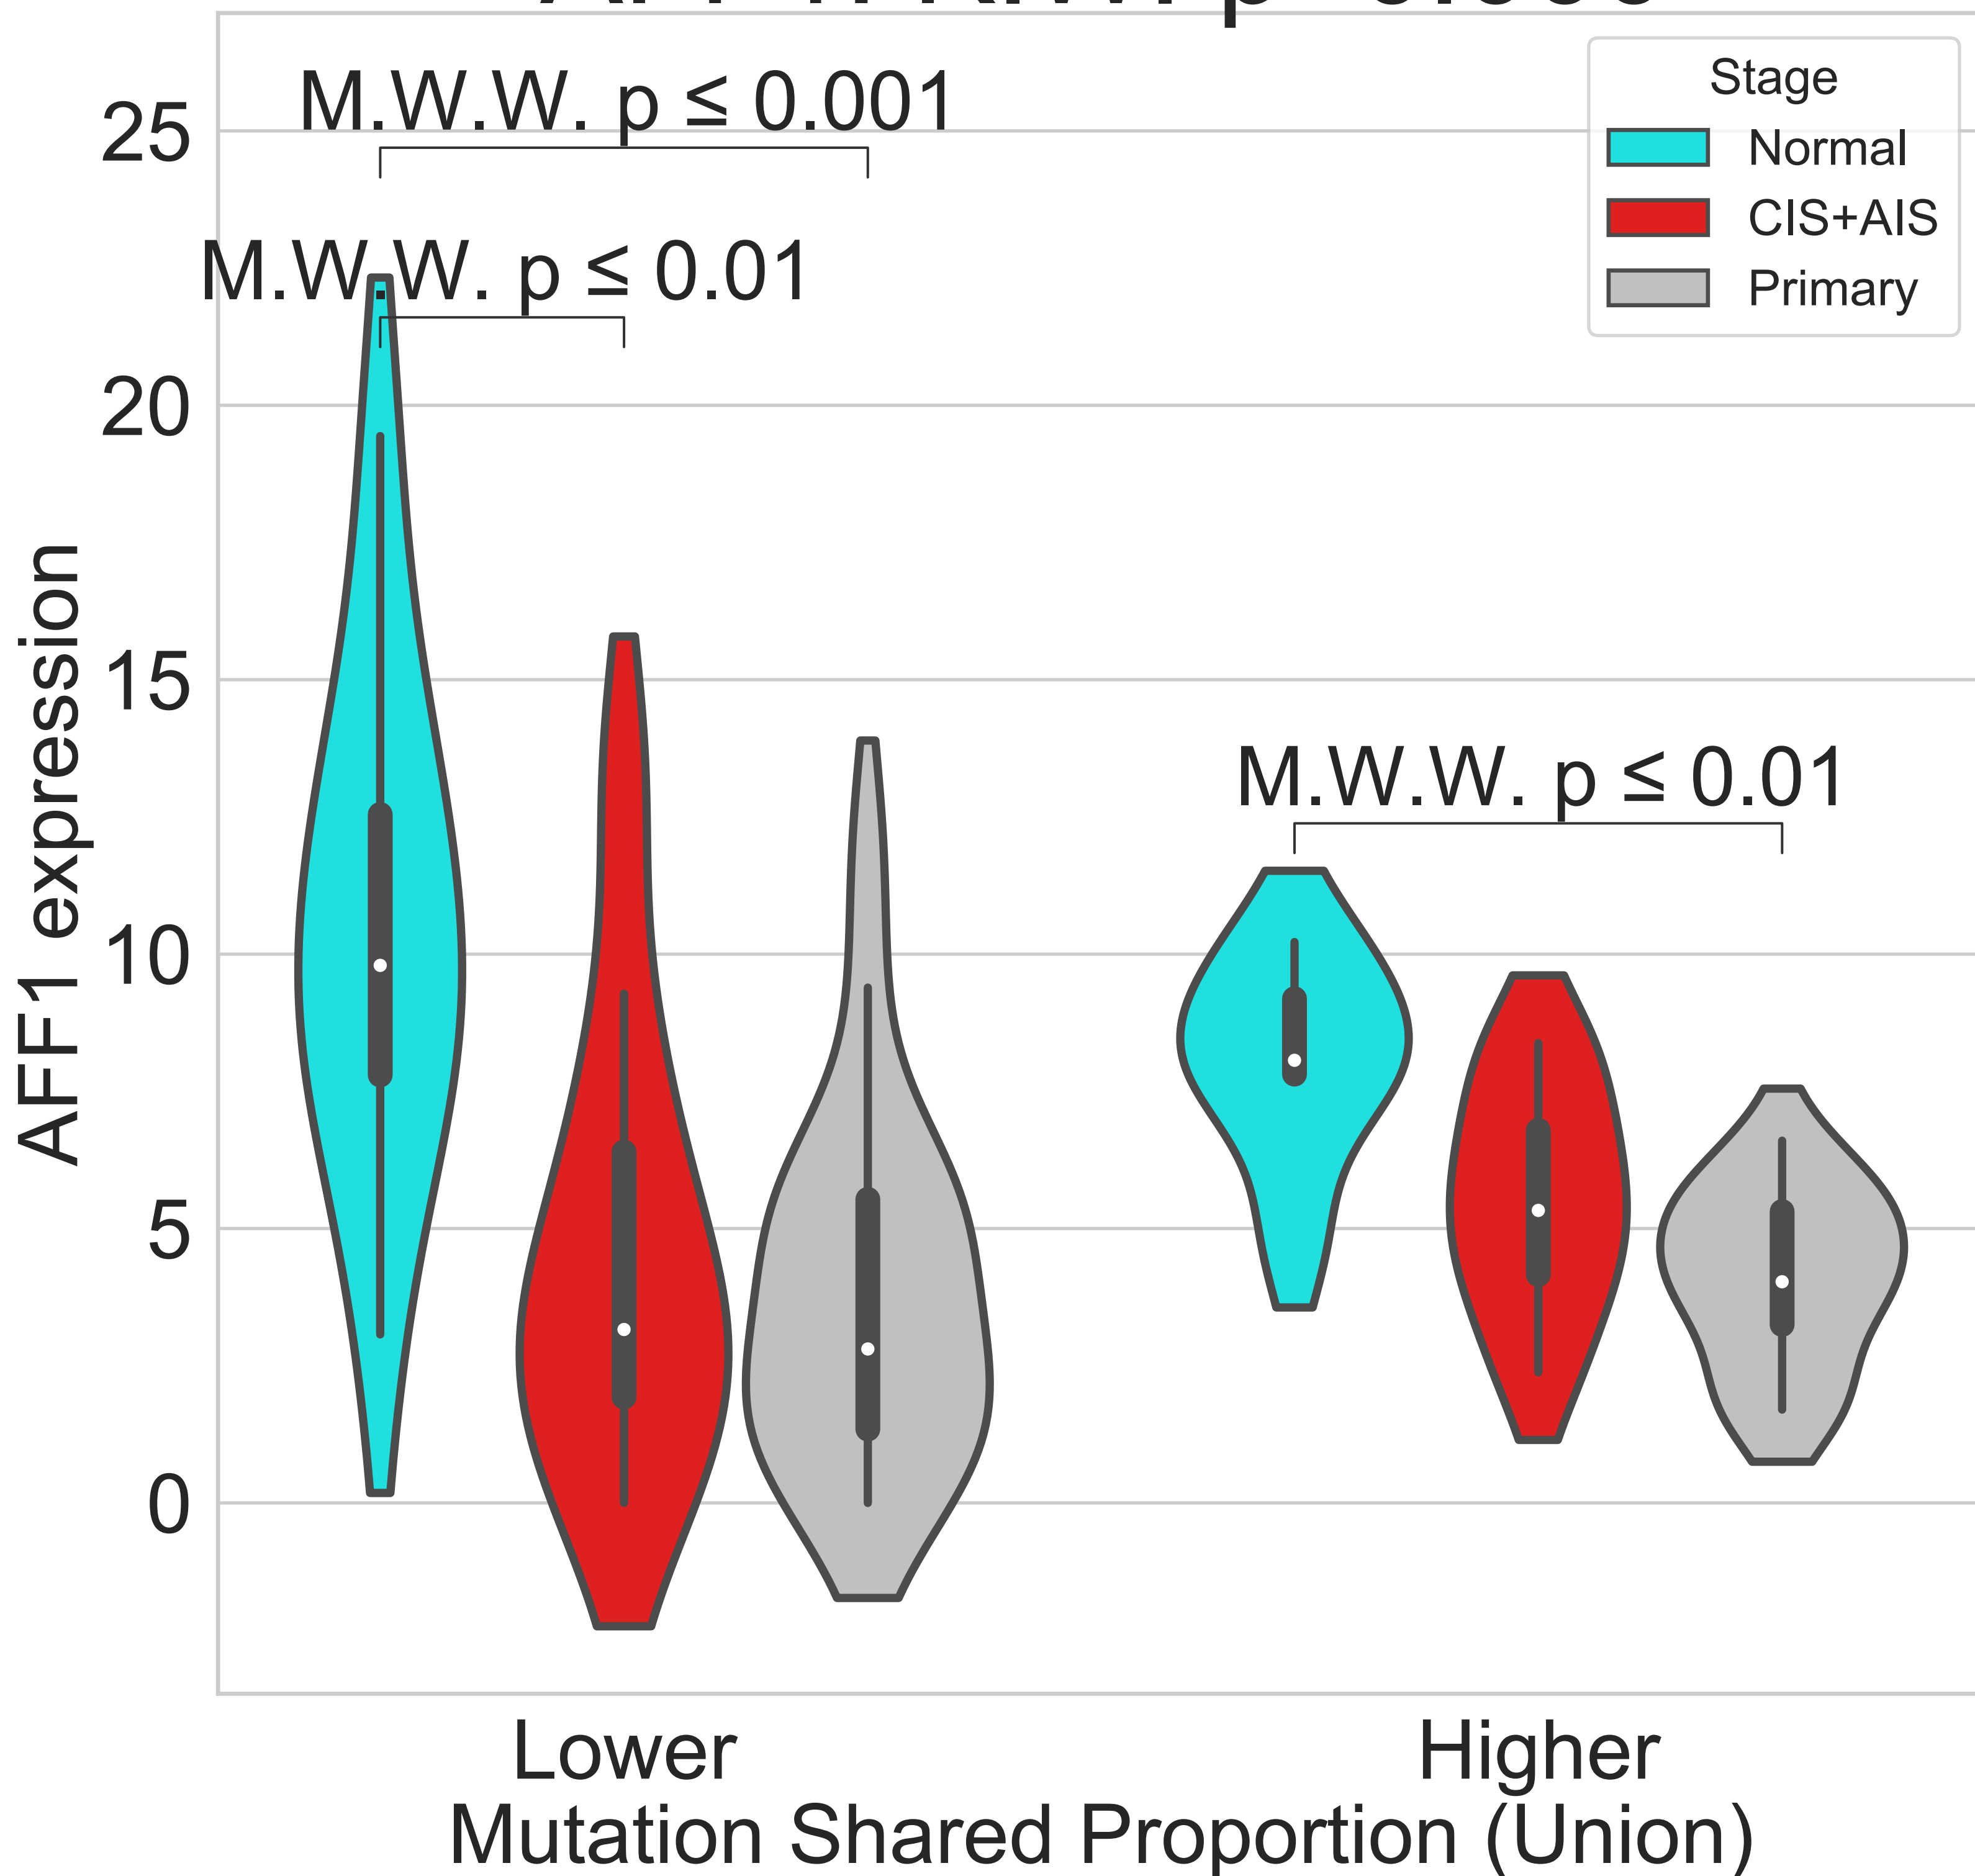 M.W.W. p ≤ 0.001
M.W.W. p ≤ 0.01
M.W.W. p ≤ 0.01
Stage
Normal
CIS+AIS
Primary
AFF1 expression
25
20
15
10
5
0
Lower
Higher
Mutation Shared Proportion (Union)